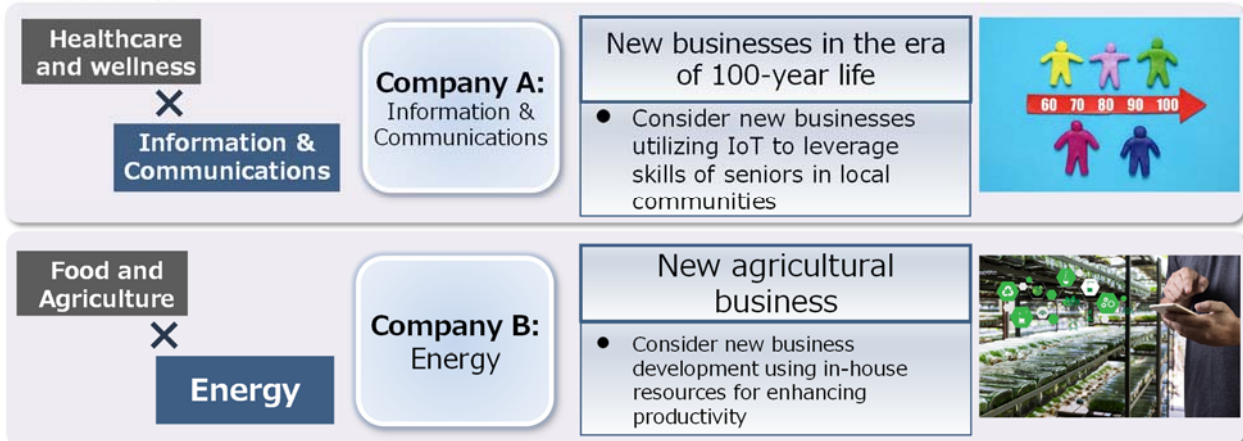 Healthcare
and wellness
×
Information &
Communications
Company A:
Information &
Communications
New businesses in the era
of 100-year life
● Consider new businesses
utilizing IoT to leverage
skills of seniors in local
communities
60 70 80 90 100
Food and
Agriculture
×
Energy
Company B:
Energy
New agricultural
business
● Consider new business
development using in-house
resources for enhancing
productivity